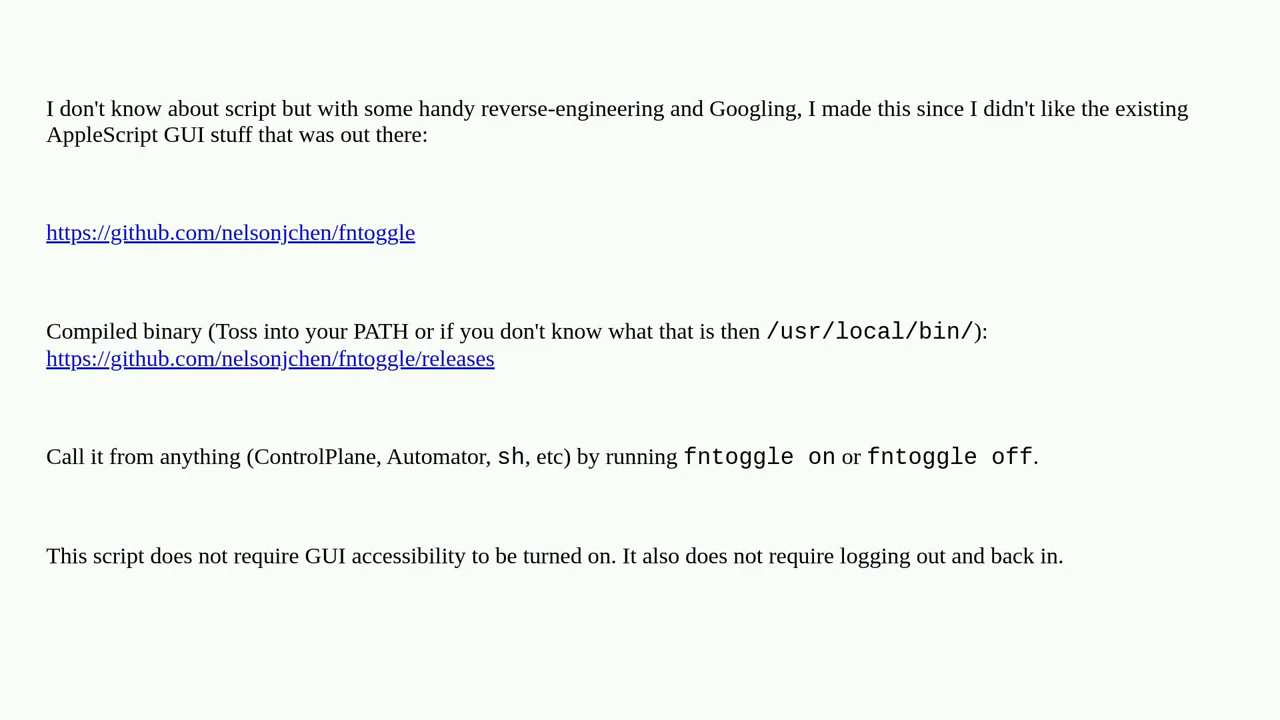 I don't know about script but with some handy reverse-engineering and Googling, I made this since I didn't like the existing
AppleScript GUI stuff that was out there:
https://github.com/nelsonjchen/fntoggle
Compiled binary (Toss into your PATH or if you don't know what that is then /usr/local/bin/):
https://github.com/nelsonjchen/fntoggle/releases
Call it from anything (ControlPlane, Automator, sh, etc) by running fntoggle on or fntoggle off.
This script does not require GUI accessibility to be turned on. It also does not require logging out and back in.